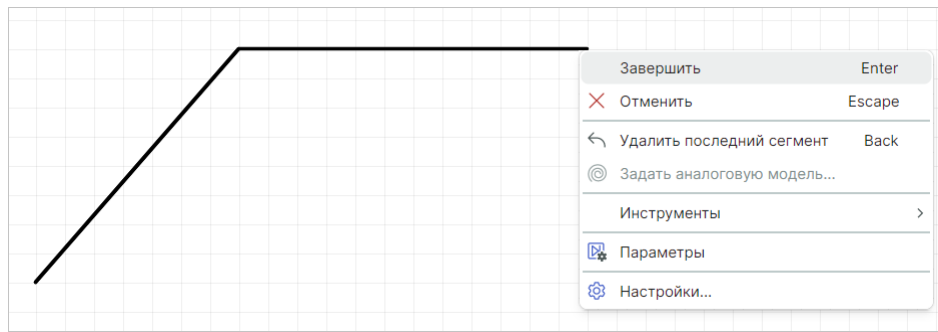 Завершить Enter
Отменить Escape
Удалить последний сегмент Back
Задать аналоговую модель...
Инструменты
Параметры
Настройки...